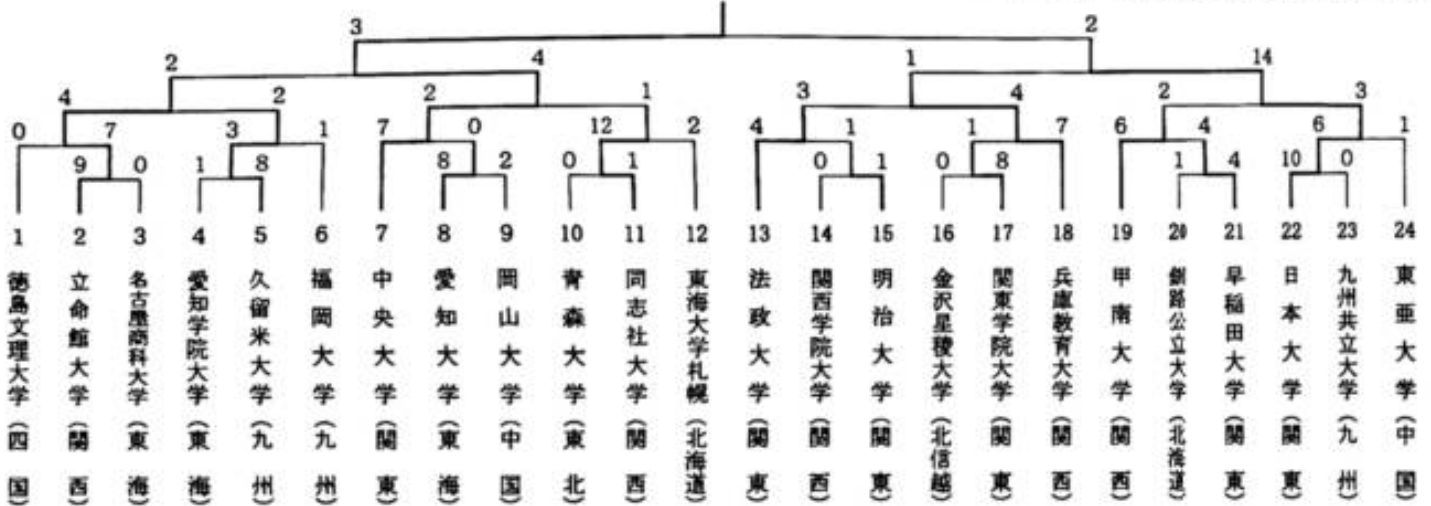 3 2
2 4 1 14
4 2 2 1 3 4 2 3
0 7 3 1 7 0 12 2 4 1 1 7 6 4 6 1
9 0 1 8 8 2 0 1 0 1 0 8 1 4 10 0
1 2 3 4 5 6 7 8 9 10 11 12 13 14 15 16 17 18 19 20 21 22 23 24
徳島文理大学(四国)
立命館大学(関西)
名古屋商科大学(東海)
愛知学院大学(東海)
久留米大学(九州)
福岡大学(九州)
中央大学(関東)
愛知大学(東海)
岡山大学(中国)
青森大学(東北)
同志社大学(関西)
東海大学札幌(北海道)
法政大学(関東)
関西学院大学(関西)
明治大学(関東)
金沢星稜大学(北信越)
関東学院大学(関東)
兵庫教育大学(関西)
甲南大学(関西)
釧路公立大学(北海道)
早稲田大学(関東)
日本大学(関東)
九州共立大学(九州)
東亜大学(中国)